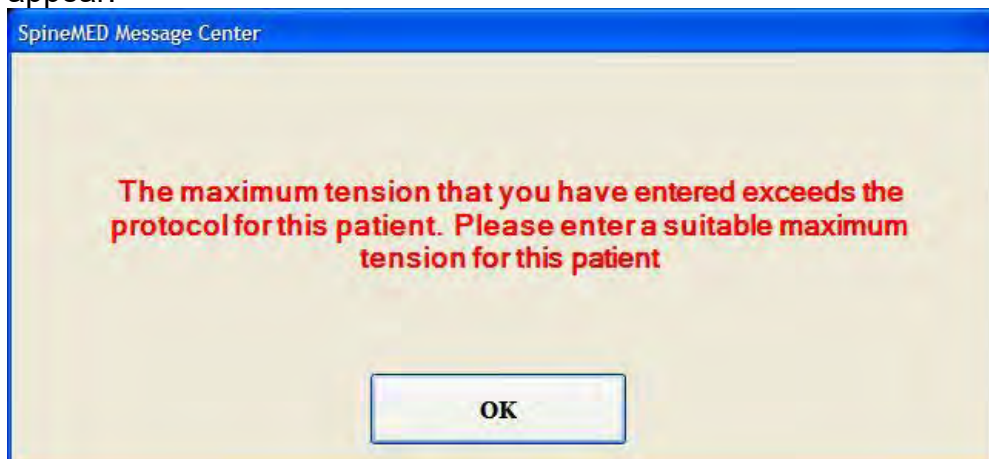 appear.
SpineMED Message Center
The maximum tension that you have entered exceeds the
protocol for this patient. Please enter a suitable maximum
tension for this patient
OK